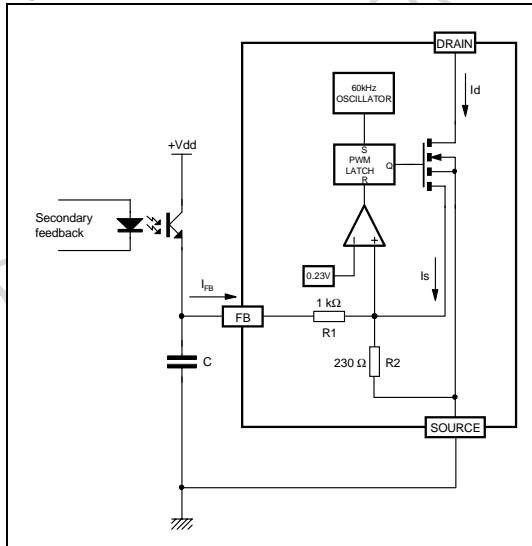 DRAIN
60kHz
OSCILLATOR
Id
+Vdd
S
PWM
LATCH
Q
R
Secondary
feedback
0.23V
Is
IFB
1 kΩ
FB
R1
C
230 Ω
R2
SOURCE